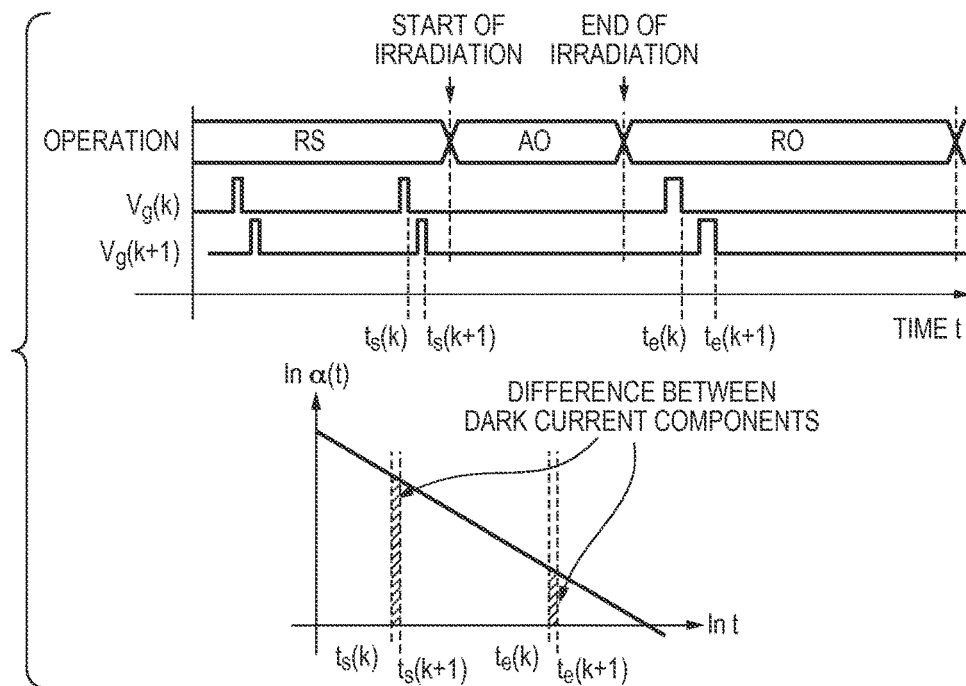 START OF
IRRADIATION
END OF
IRRADIATION
OPERATION
RS
AO
RO
Vg(k)
Vg(k+1)
ts(k)
ts(k+1)
te(k)
te(k+1)
TIME t
ln α(t)
DIFFERENCE BETWEEN
DARK CURRENT COMPONENTS
ln t
ts(k)
ts(k+1)
te(k)
te(k+1)